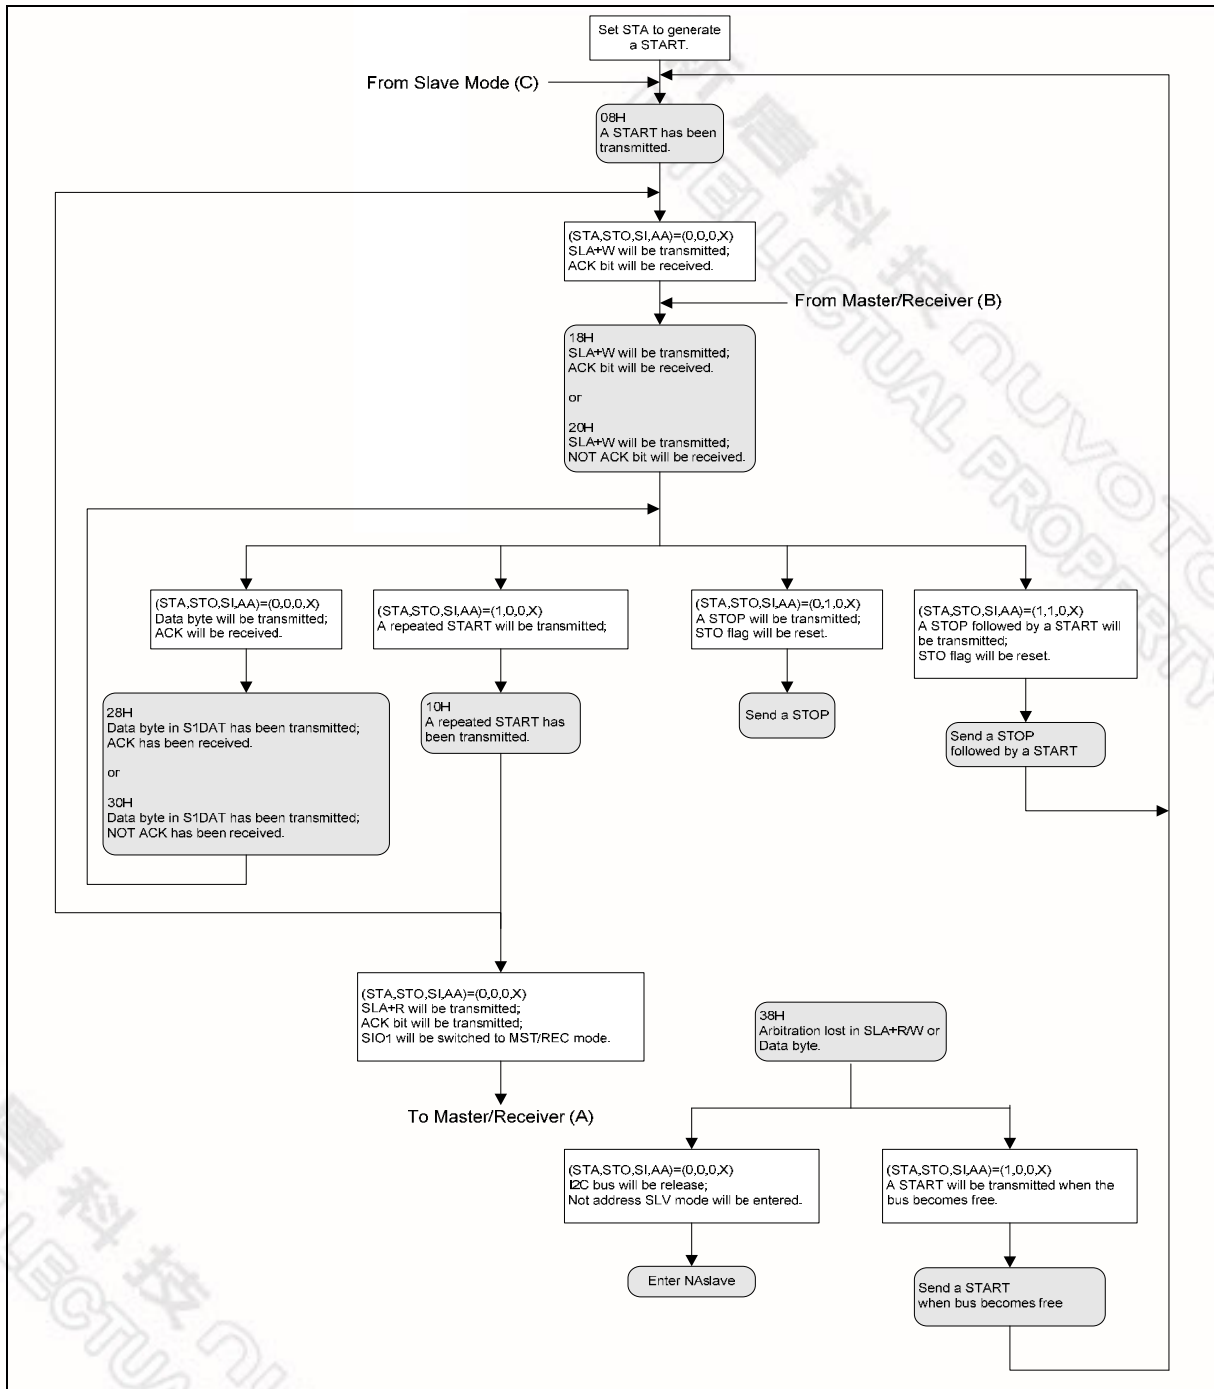 Set STA to generate
a START.
From Slave Mode (C)
08H
A START has been
transmitted.
(STA,STO,SI,AA)=(0,0,0,X)
SLA+W will be transmitted;
ACK bit will be received.
From Master/Receiver (B)
18H
SLA+W will be transmitted;
ACK bit will be received.
or
20H
SLA+W will be transmitted;
NOT ACK bit will be received.
(STA,STO,SI,AA)=(0,0,0,X)
Data byte will be transmitted;
ACK will be received.
(STA,STO,SI,AA)=(1,0,0,X)
A repeated START will be transmitted;
(STA,STO,SI,AA)=(0,1,0,X)
A STOP will be transmitted;
STO flag will be reset.
(STA,STO,SI,AA)=(1,1,0,X)
A STOP followed by a START will
be transmitted;
STO flag will be reset.
28H
Data byte in S1DAT has been transmitted;
ACK has been received.
or
30H
Data byte in S1DAT has been transmitted;
NOT ACK has been received.
10H
A repeated START has
been transmitted.
Send a STOP
Send a STOP
followed by a START
(STA,STO,SI,AA)=(0,0,0,X)
SLA+R will be transmitted;
ACK bit will be transmitted;
SIO1 will be switched to MST/REC mode.
To Master/Receiver (A)
38H
Arbitration lost in SLA+R/W or
Data byte.
(STA,STO,SI,AA)=(0,0,0,X)
I2C bus will be release;
Not address SLV mode will be entered.
(STA,STO,SI,AA)=(1,0,0,X)
A START will be transmitted when the
bus becomes free.
Enter NAslave
Send a START
when bus becomes free
新唐科技 nuvoTo
INTELLECTUAL PROPERTY
唐科技 nu
LLECTUAL